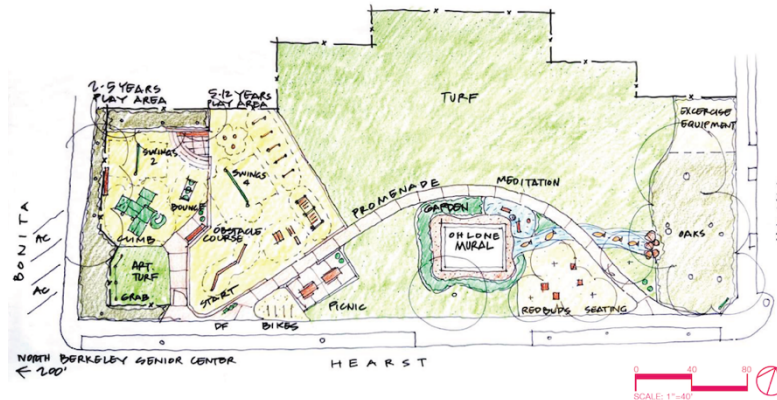 2-5 YEARS
PLAY AREA
5-12 YEARS
PLAY AREA
TURF
EXCERCISE
EQUIPMENT
SWINGS
2
SWINGS
4
BOUNCE
CLIMB
OBSTACLE
COURSE
START
ART.
TURF
GRAB
PROMENADE
MEDITATION
GARDEN
OHLONE
MURAL
OAKS
PICNIC
REDBUDS SEATING
DF
BIKES
BONITA
AC
AC
NORTH BERKELEY SENIOR CENTER
← 200'
HEARST
0 40 80
SCALE: 1"=40'